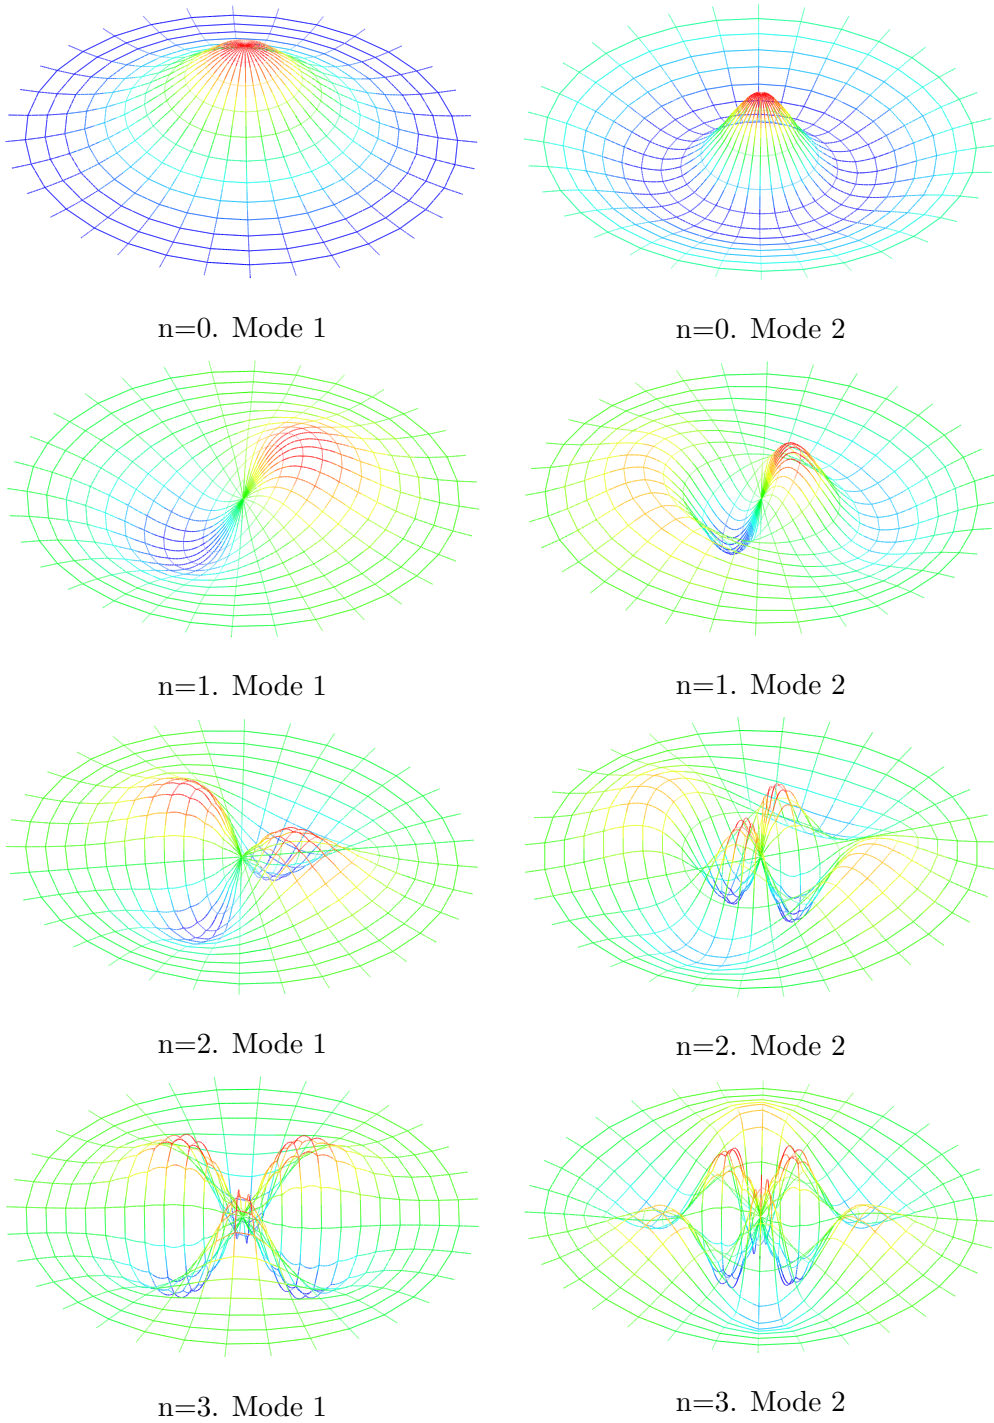 n=0. Mode 1
n=0. Mode 2
n=1. Mode 1
n=1. Mode 2
n=2. Mode 1
n=2. Mode 2
n=3. Mode 1
n=3. Mode 2